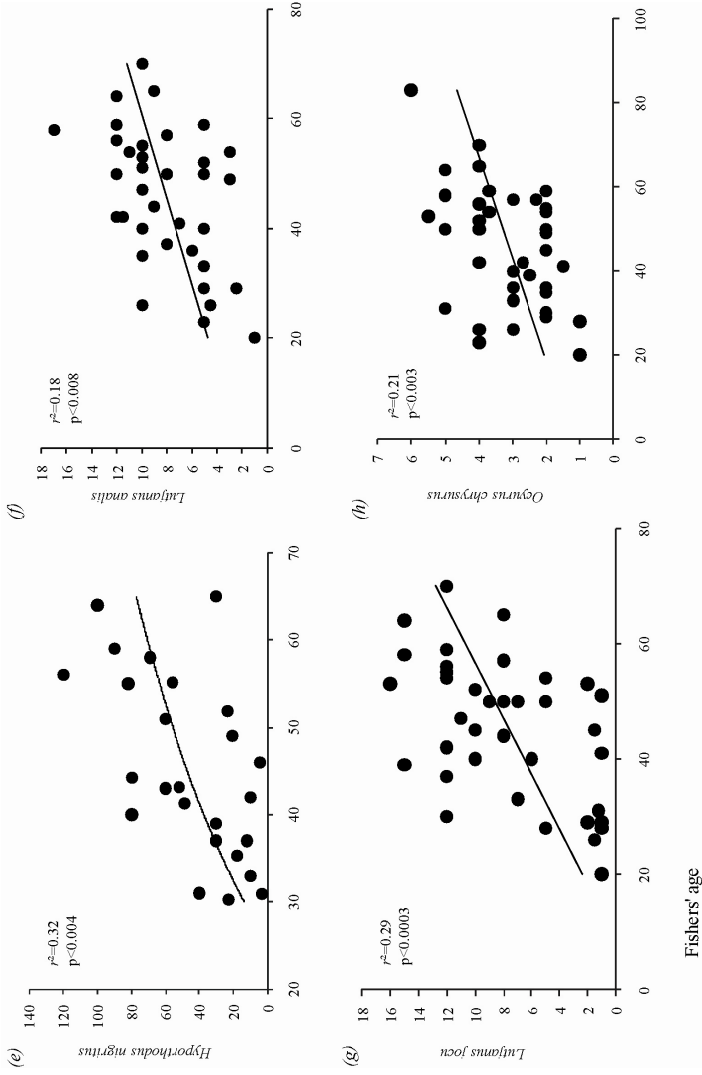 (e)
r²=0.32
p<0.004
Hyporthodus nigritus
140
120
100
80
60
40
20
0
20 30 40 50 60 70
(f)
r²=0.18
p<0.008
Lutjanus analis
18
16
14
12
10
8
6
4
2
0
0 20 40 60 80
(g)
r²=0.29
p<0.0003
Lutjanus jocu
18
16
14
12
10
8
6
4
2
0
0 20 40 60 80
(h)
r²=0.21
p<0.003
Ocyurus chrysurus
7
6
5
4
3
2
1
0
0 20 40 60 80 100
Fishers' age